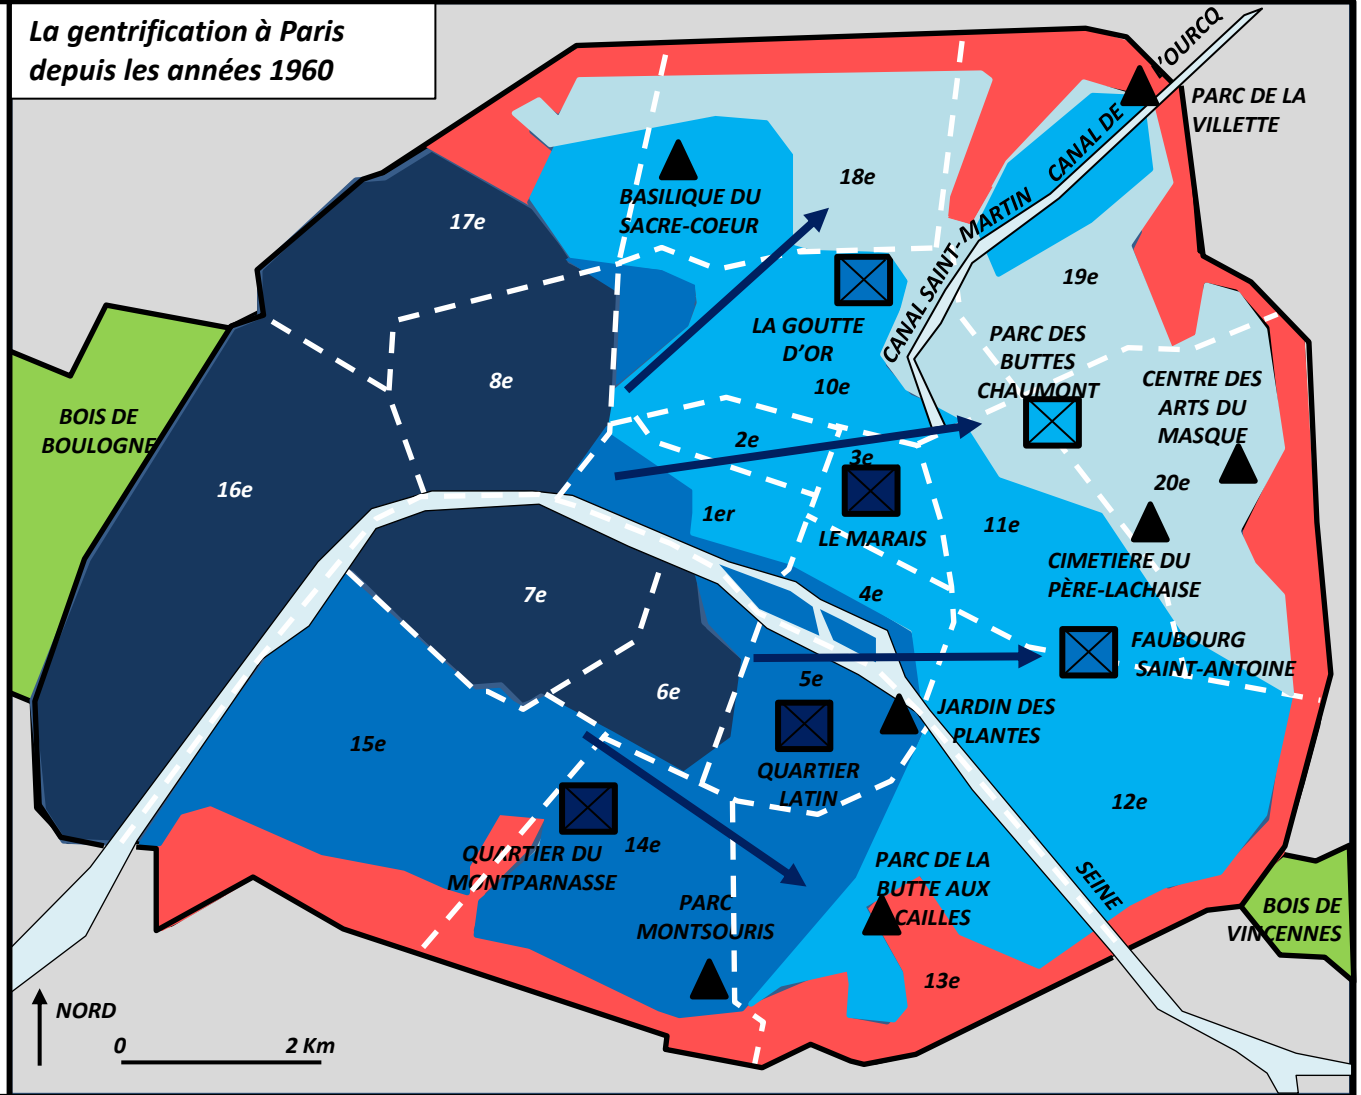 La gentrification à Paris
depuis les années 1960
CANAL DE
'OURCQ
PARC DE LA
VILLETTE
BASILIQUE DU
SACRE-COEUR
18e
17e
CANAL SAINT-MARTIN
19e
LA GOUTTE
D'OR
PARC DES
BUTTES
CHAUMONT
CENTRE DES
ARTS DU
MASQUE
8e
10e
BOIS DE
BOULOGNE
2e
3e
16e
1er
LE MARAIS
11e
20e
CIMETIERE DU
PÈRE-LACHAISE
7e
4e
FAUBOURG
SAINT-ANTOINE
6e
5e
JARDIN DES
PLANTES
15e
QUARTIER
LATIN
12e
QUARTIER DU
MONTPARNASSE
14e
PARC DE LA
BUTTE AUX
CAILLES
SEINE
PARC
MONTSOURIS
BOIS DE
VINCENNES
13e
NORD
0
2 Km